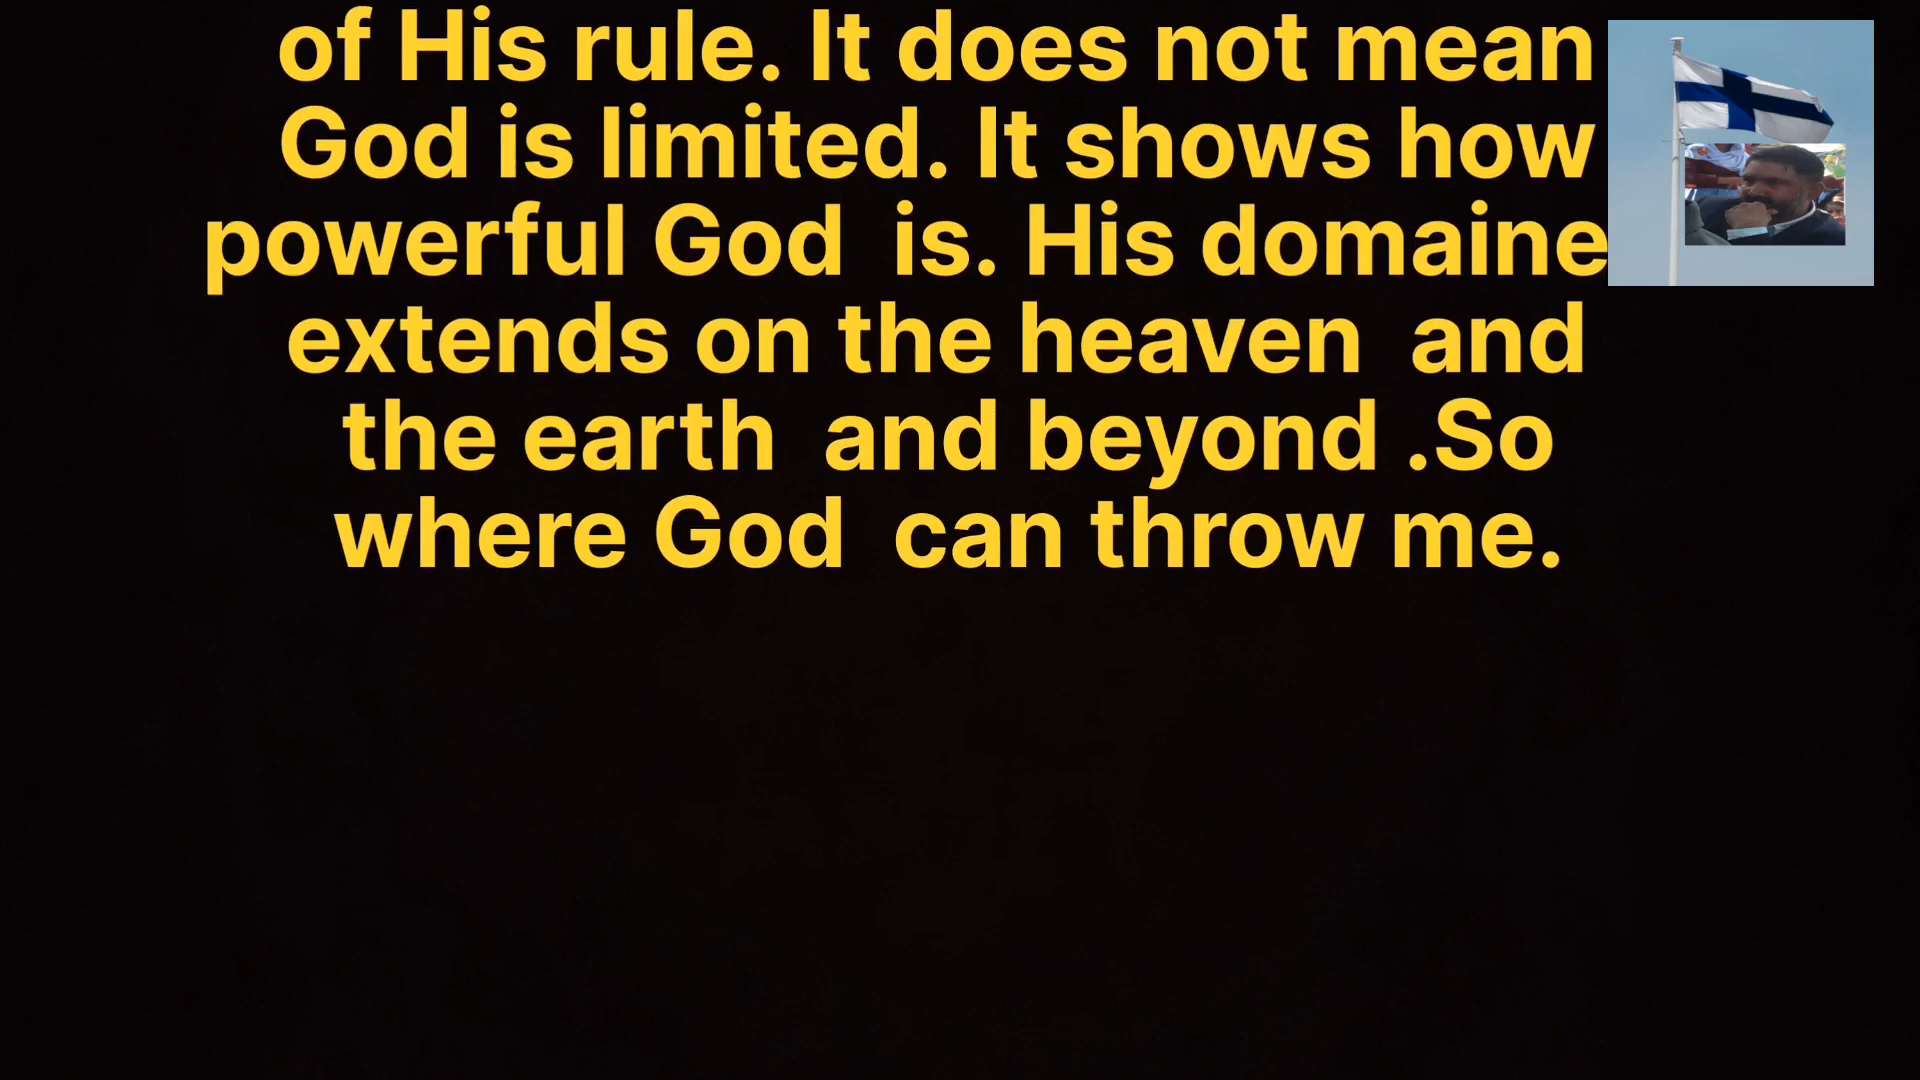 of His rule. It does not mean
God is limited. It shows how
powerful God is. His domaine
extends on the heaven and
the earth and beyond .So
where God can throw me.